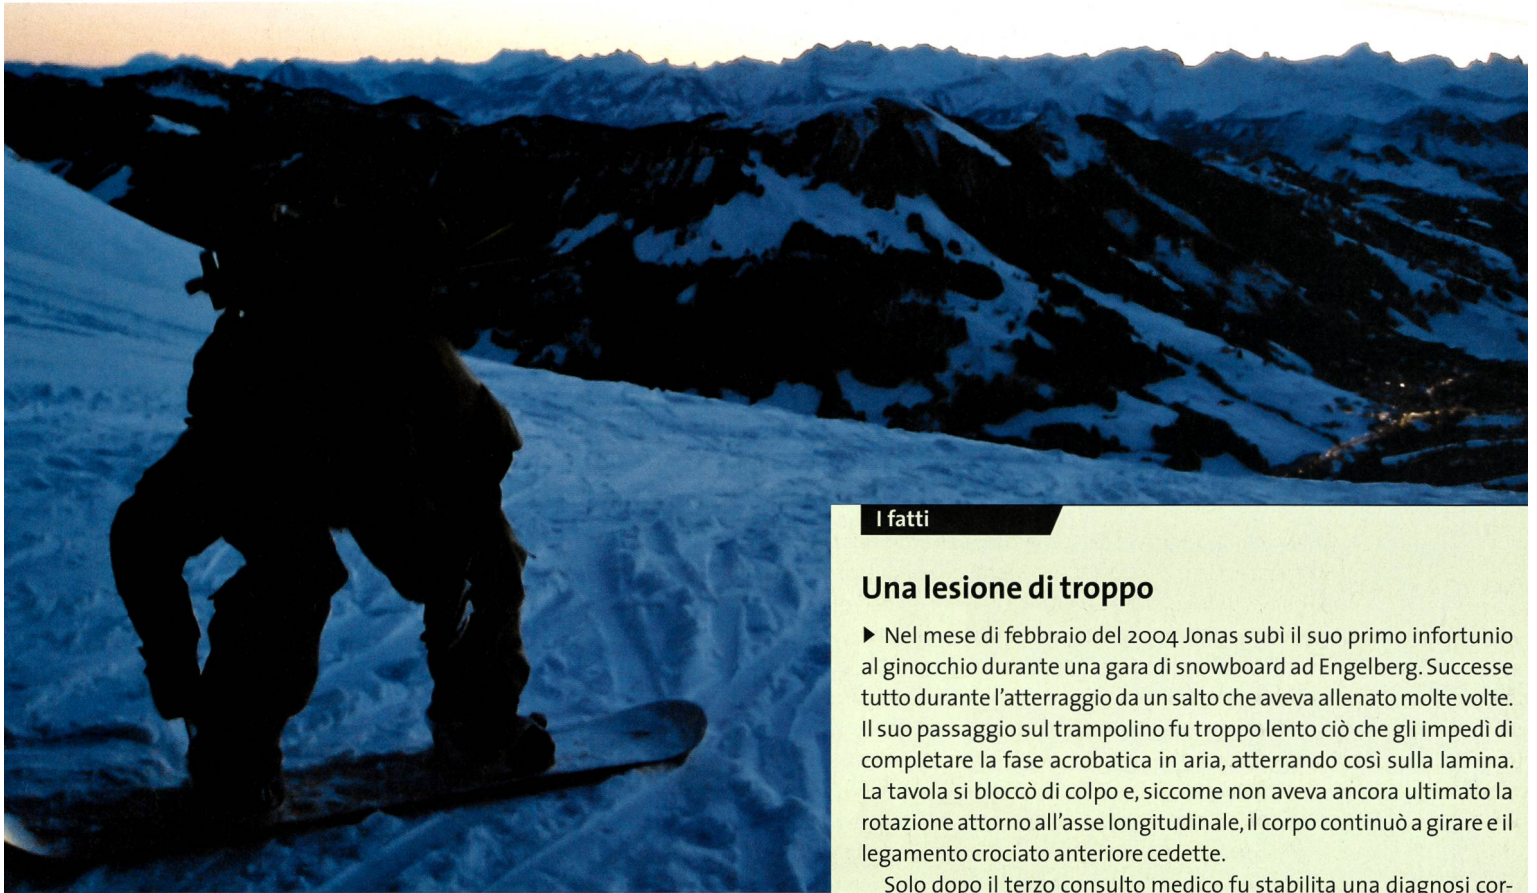 I fatti
Una lesione di troppo
▶ Nel mese di febbraio del 2004 Jonas subì il suo primo infortunio
al ginocchio durante una gara di snowboard ad Engelberg. Successe
tutto durante l'atterraggio da un salto che aveva allenato molte volte.
Il suo passaggio sul trampolino fu troppo lento ciò che gli impedì di
completare la fase acrobatica in aria, atterrando così sulla lamina.
La tavola si bloccò di colpo e, siccome non aveva ancora ultimato la
rotazione attorno all'asse longitudinale, il corpo continuò a girare e il
legamento crociato anteriore cedette.
Solo dopo il terzo consulto medico fu stabilita una diagnosi cor-